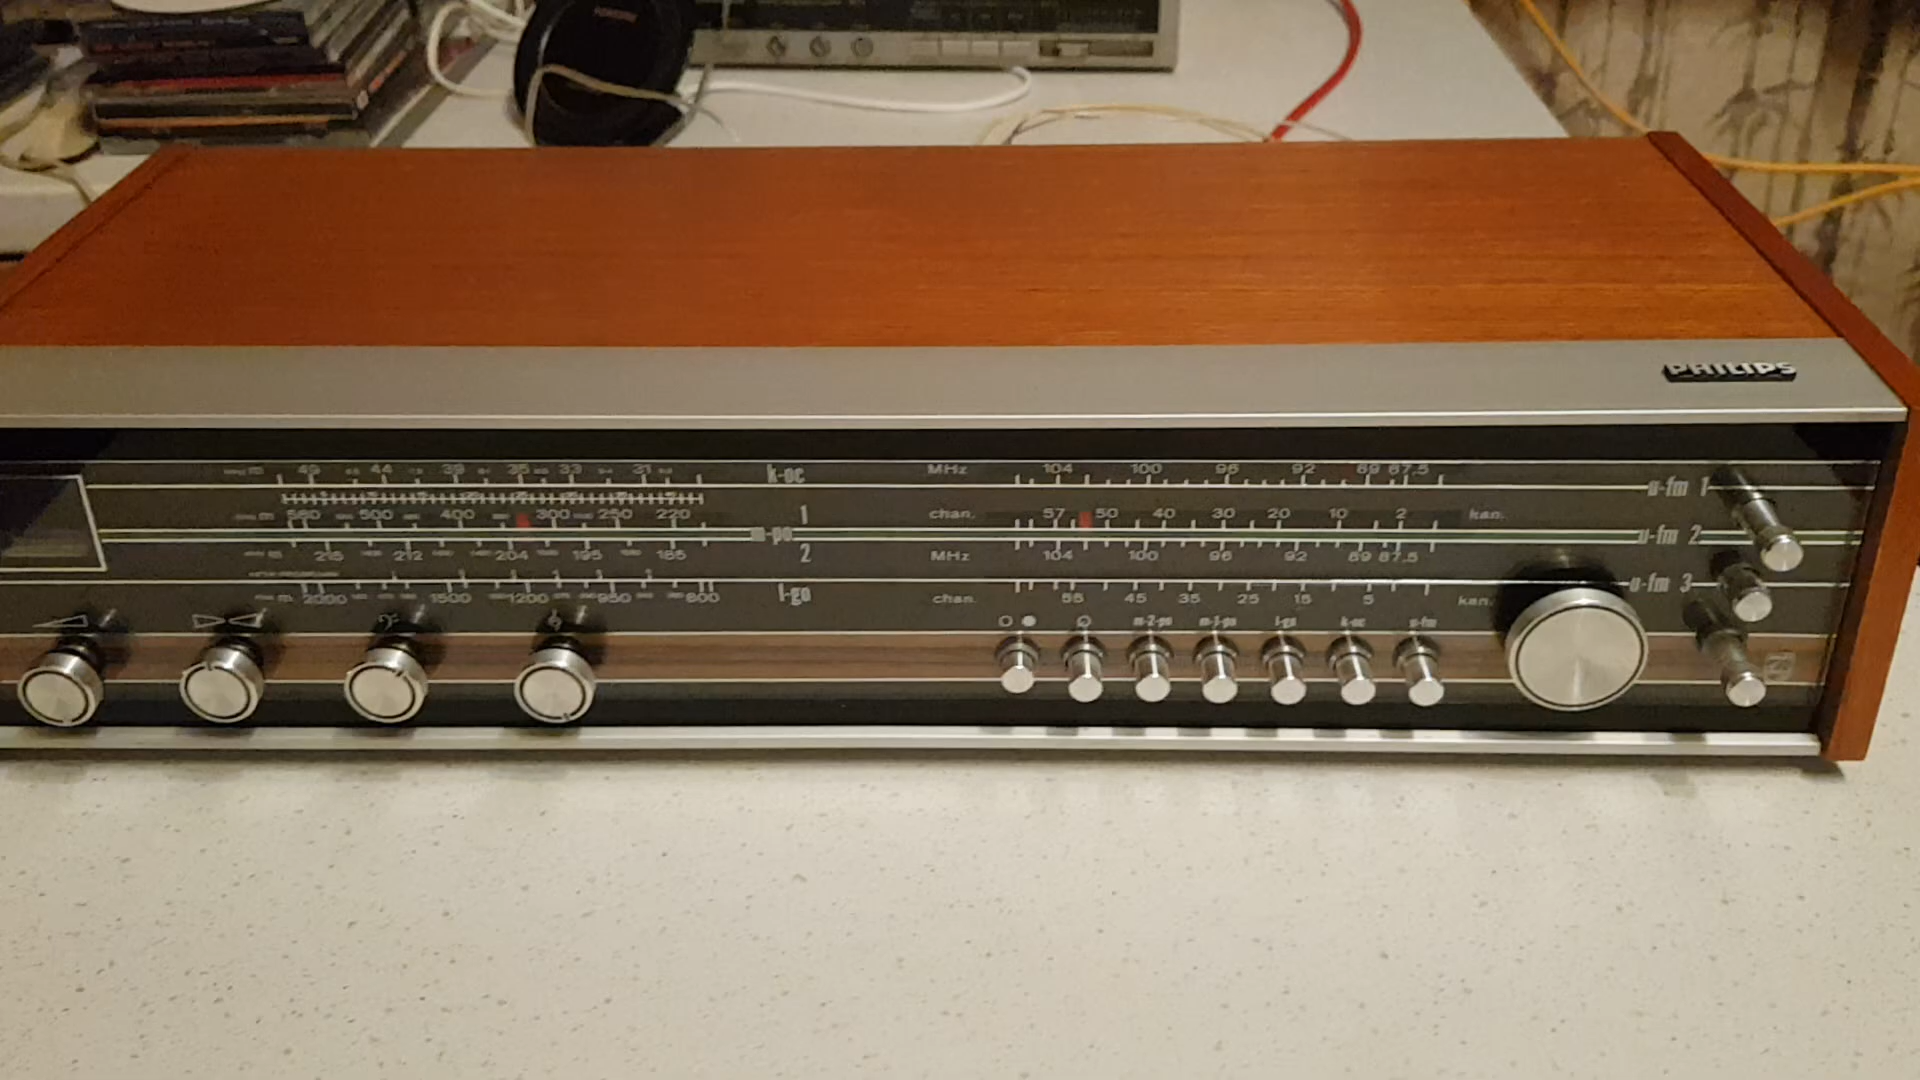 PHILIPS
49 44 39 35 33 31
k-oc
MHz 104 100 96 92 89 87,5
u-fm 1
560 500 400 300 250 220
1
chan. 57 50 40 30 20 10 2 kan.
m-po
u-fm 2
215 212 204 195 185
2
MHz 104 100 96 92 89 87,5
u-fm 3
2000 1500 1200 950 800
l-go
chan. 55 45 35 25 15 5 kan.
m-2-po m-1-po l-go k-oc u-fm